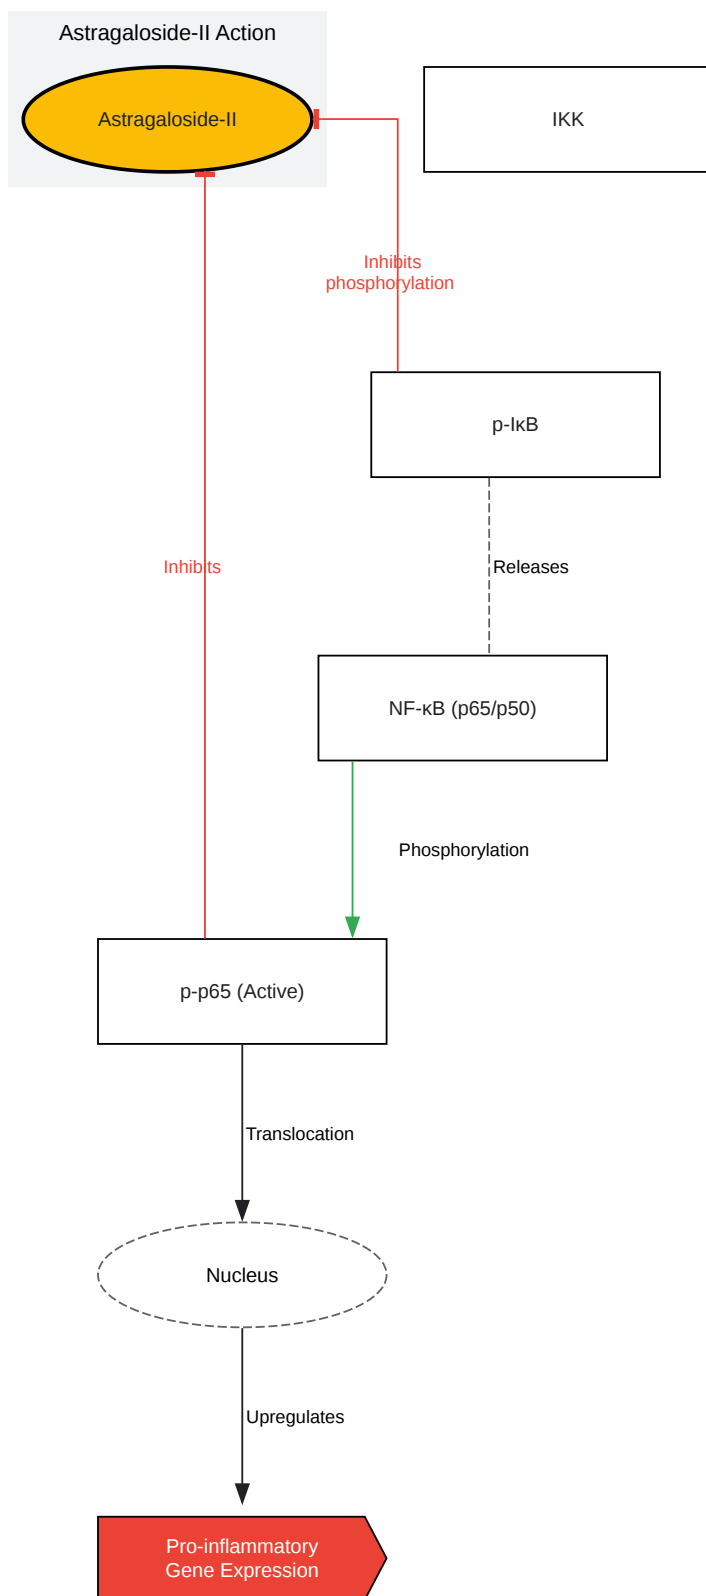 Astragaloside-II Action
Astragaloside-II
IKK
Inhibits
phosphorylation
p-IκB
Inhibits
Releases
NF-κB (p65/p50)
Phosphorylation
p-p65 (Active)
Translocation
Nucleus
Upregulates
Pro-inflammatory
Gene Expression